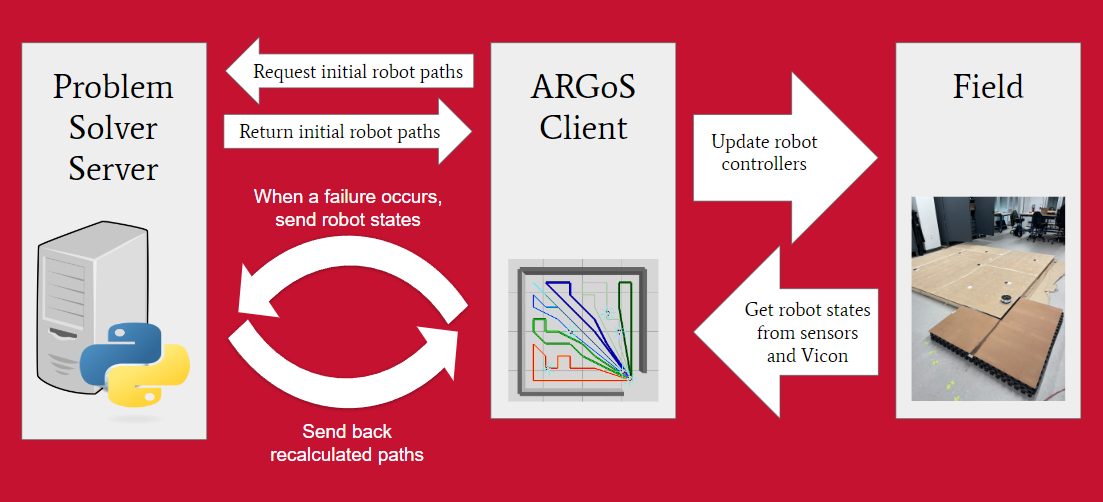 Problem
Solver
Server
Request initial robot paths
Return initial robot paths
When a failure occurs,
send robot states
Send back
recalculated paths
ARGoS
Client
Update robot
controllers
Get robot states
from sensors
and Vicon
Field